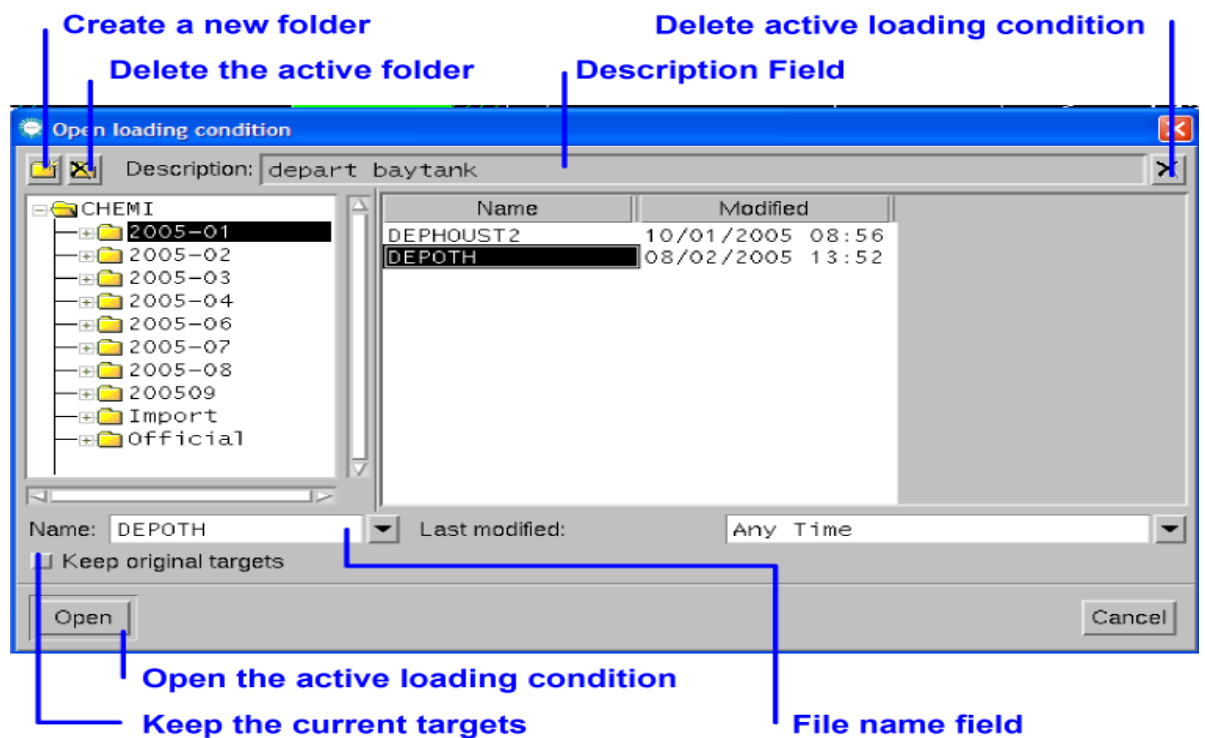 Create a new folder
Delete active loading condition
Delete the active folder
Description Field
Open loading condition
Description: depart baytank
CHEMI
2005-01
2005-02
2005-03
2005-04
2005-06
2005-07
2005-08
200509
Import
Official
Name Modified
DEPHOUST2 10/01/2005 08:56
DEPOTH 08/02/2005 13:52
Name: DEPOTH
Last modified: Any Time
Keep original targets
Open
Cancel
Open the active loading condition
Keep the current targets
File name field